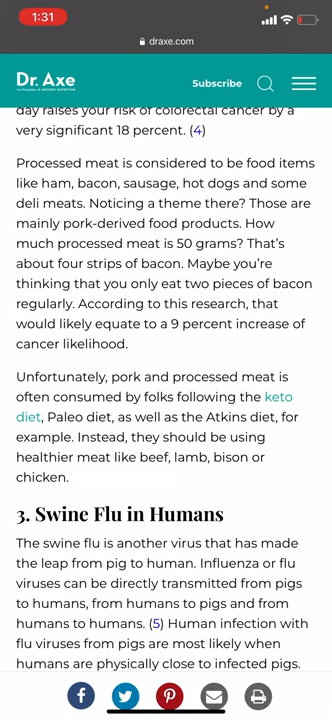 1:31
draxe.com
Dr. Axe
Subscribe
day raises your risk of colorectal cancer by a
very significant 18 percent. (4)
Processed meat is considered to be food items
like ham, bacon, sausage, hot dogs and some
deli meats. Noticing a theme there? Those are
mainly pork-derived food products. How
much processed meat is 50 grams? That's
about four strips of bacon. Maybe you're
thinking that you only eat two pieces of bacon
regularly. According to this research, that
would likely equate to a 9 percent increase of
cancer likelihood.
Unfortunately, pork and processed meat is
often consumed by folks following the keto
diet, Paleo diet, as well as the Atkins diet, for
example. Instead, they should be using
healthier meat like beef, lamb, bison or
chicken.
3. Swine Flu in Humans
The swine flu is another virus that has made
the leap from pig to human. Influenza or flu
viruses can be directly transmitted from pigs
to humans, from humans to pigs and from
humans to humans. (5) Human infection with
flu viruses from pigs are most likely when
humans are physically close to infected pigs.